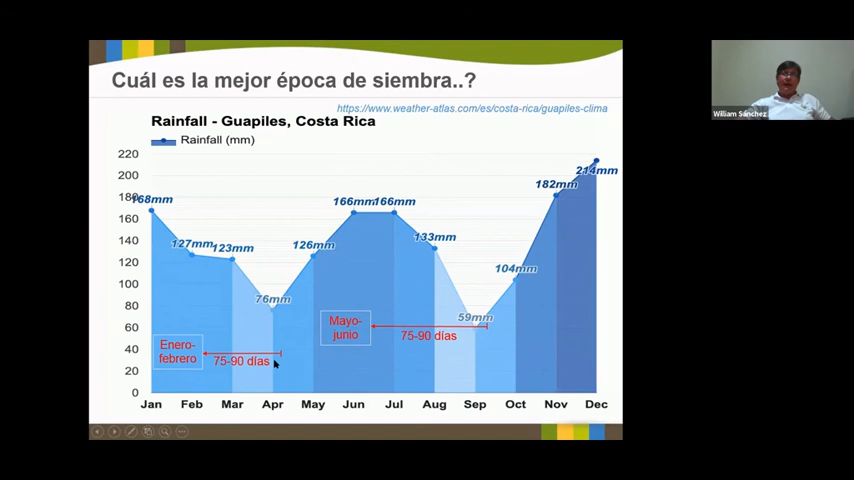 Cuál es la mejor época de siembra..?
https://www.weather-atlas.com/es/costa-rica/guapiles-clima
Rainfall - Guapiles, Costa Rica
Rainfall (mm)
220
200
180
160
140
120
100
80
60
40
20
0
168mm
127mm
123mm
76mm
126mm
166mm
166mm
133mm
59mm
104mm
182mm
214mm
Enero-
febrero
75-90 días
Mayo-
junio
75-90 días
Jan Feb Mar Apr May Jun Jul Aug Sep Oct Nov Dec
William Sánchez